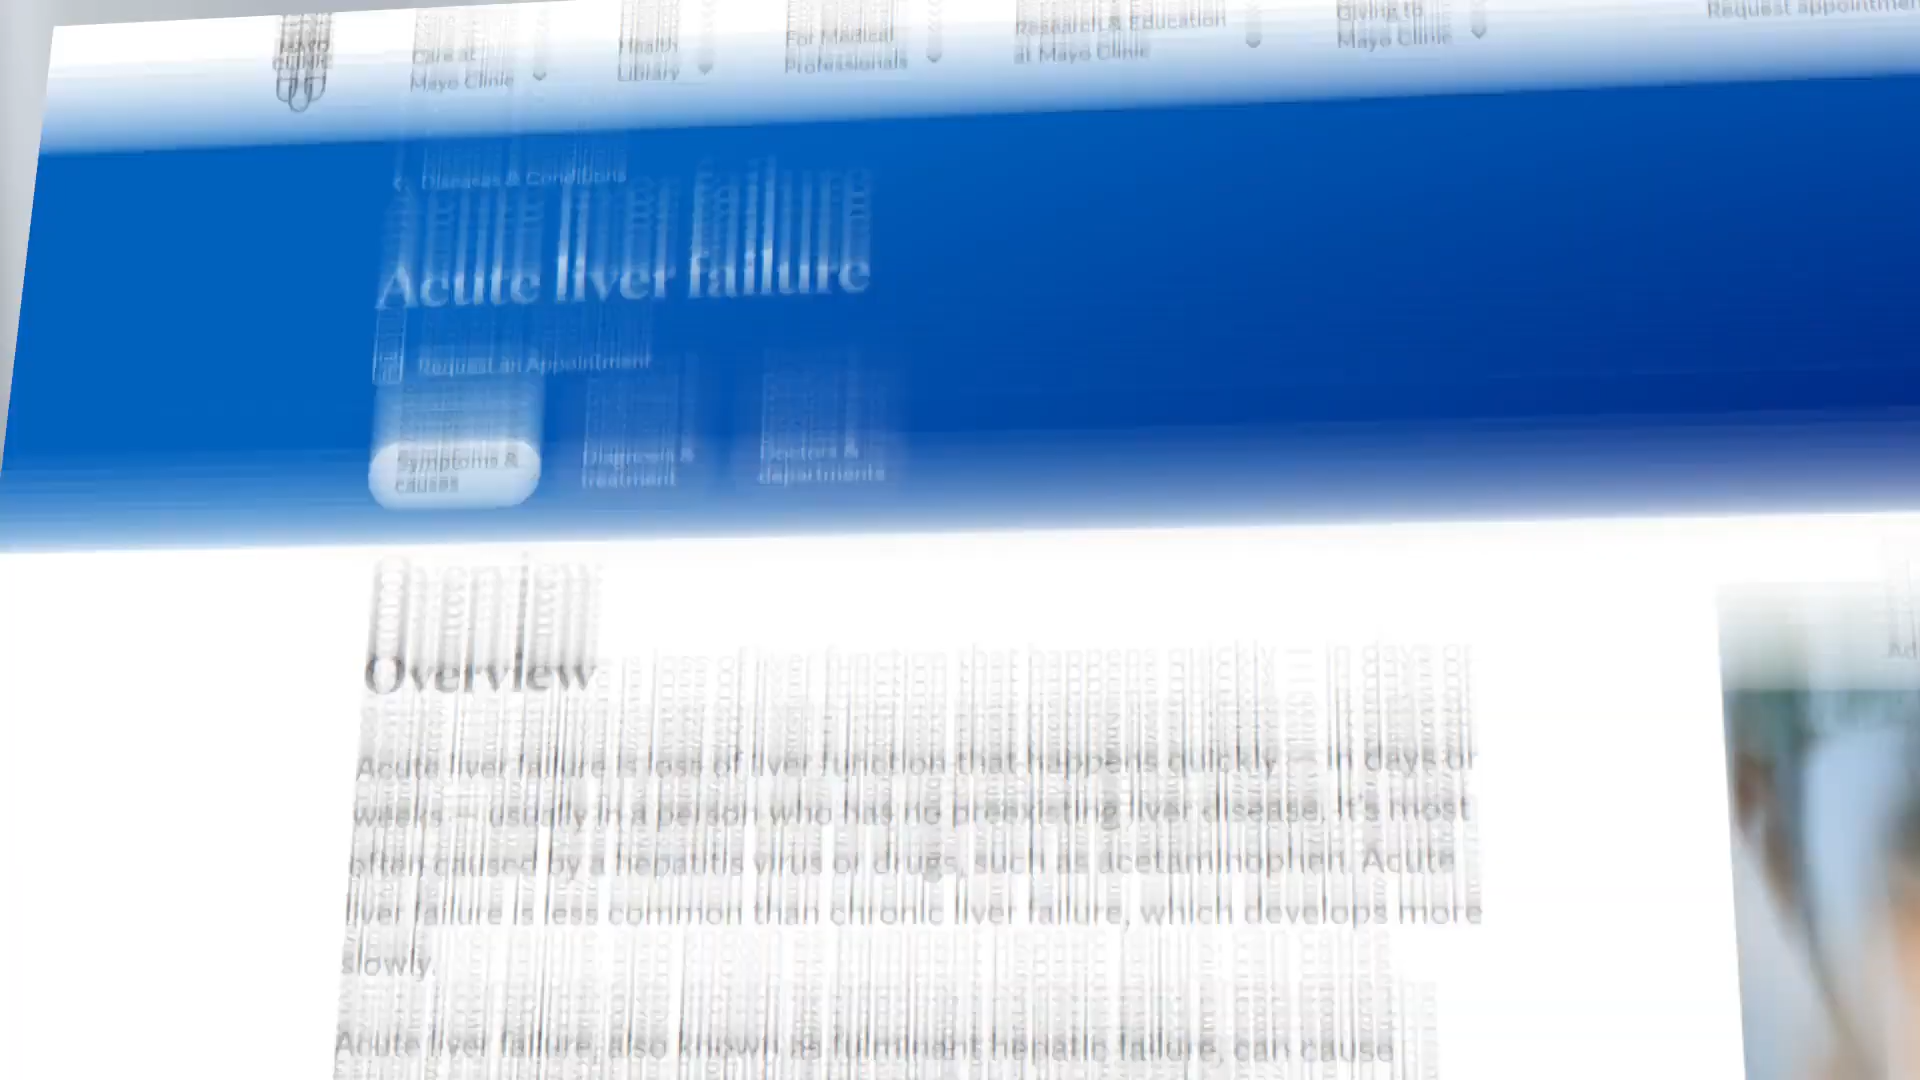 MAYO
CLINIC
Care at
Mayo Clinic
Health
Library
For Medical
Professionals
Research & Education
at Mayo Clinic
Giving to
Mayo Clinic
Request appointment
Diseases & Conditions
Acute liver failure
Request an Appointment
Symptoms &
causes
Diagnosis &
treatment
Doctors &
departments
Overview
Acute liver failure is loss of liver function that happens quickly — in days or
weeks — usually in a person who has no preexisting liver disease. It's most
often caused by a hepatitis virus or drugs, such as acetaminophen. Acute
liver failure is less common than chronic liver failure, which develops more
slowly.
Acute liver failure, also known as fulminant hepatic failure, can cause